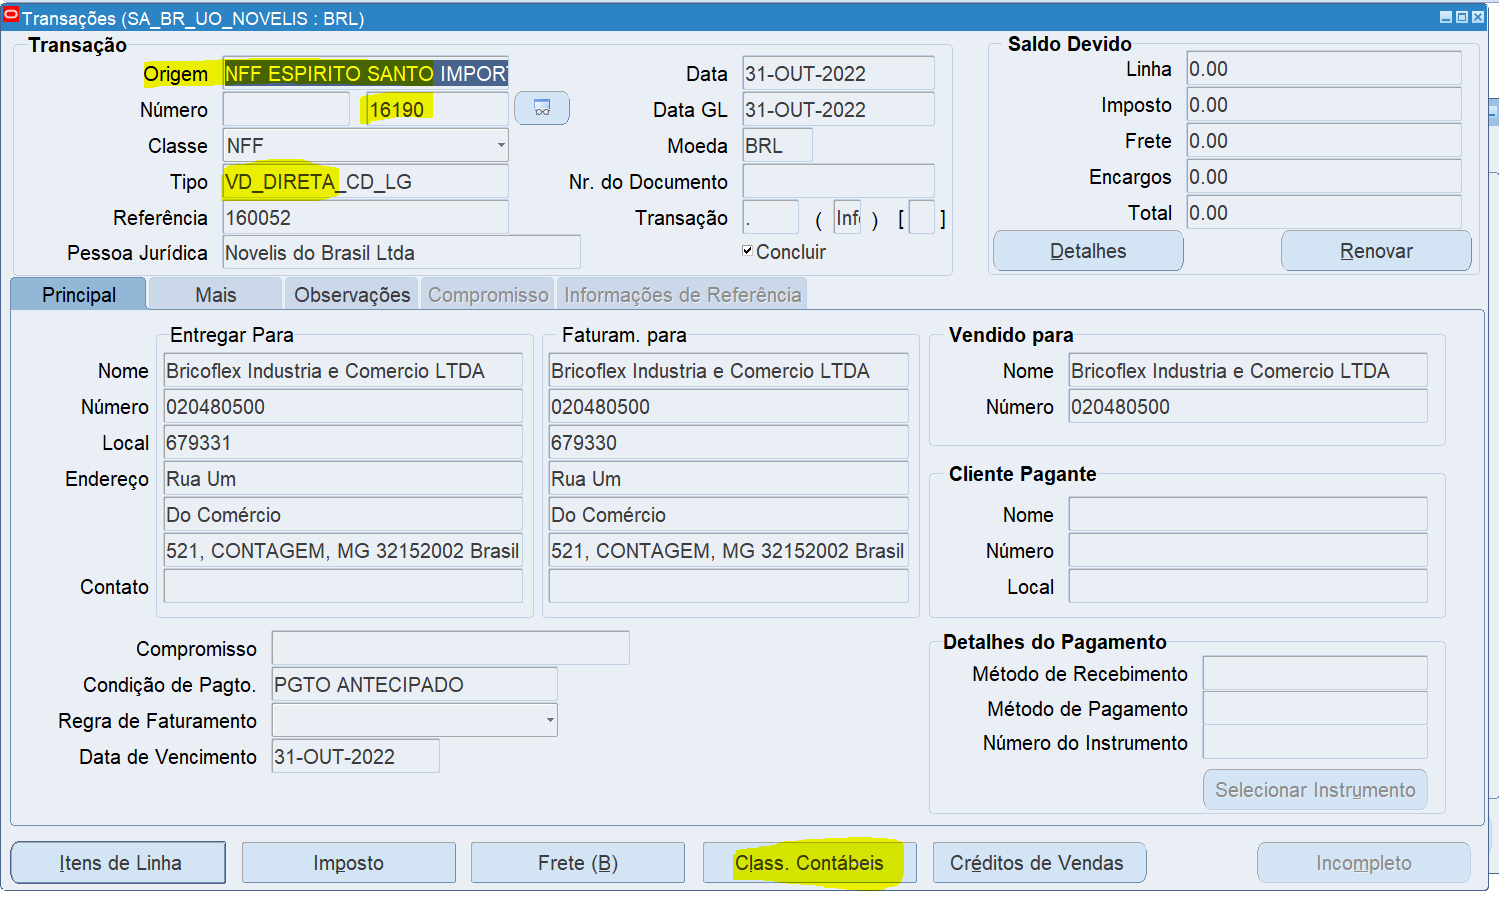 Transações (SA_BR_UO_NOVELIS : BRL)
Transação
Origem NFF ESPIRITO SANTO IMPORT
Número 16190
Classe NFF
Tipo VD_DIRETA_CD_LG
Referência 160052
Pessoa Jurídica Novelis do Brasil Ltda
Data 31-OUT-2022
Data GL 31-OUT-2022
Moeda BRL
Nr. do Documento
Transação . ( Inf ) [ ]
Concluir
Saldo Devido
Linha 0.00
Imposto 0.00
Frete 0.00
Encargos 0.00
Total 0.00
Detalhes Renovar
Principal Mais Observações Compromisso Informações de Referência
Entregar Para
Nome Bricoflex Industria e Comercio LTDA
Número 020480500
Local 679331
Endereço Rua Um
Do Comércio
521, CONTAGEM, MG 32152002 Brasil
Contato
Faturam. para
Bricoflex Industria e Comercio LTDA
020480500
679330
Rua Um
Do Comércio
521, CONTAGEM, MG 32152002 Brasil
Vendido para
Nome Bricoflex Industria e Comercio LTDA
Número 020480500
Cliente Pagante
Nome
Número
Local
Compromisso
Condição de Pagto. PGTO ANTECIPADO
Regra de Faturamento
Data de Vencimento 31-OUT-2022
Detalhes do Pagamento
Método de Recebimento
Método de Pagamento
Número do Instrumento
Selecionar Instrumento
Itens de Linha Imposto Frete (B) Class. Contábeis Créditos de Vendas Incompleto